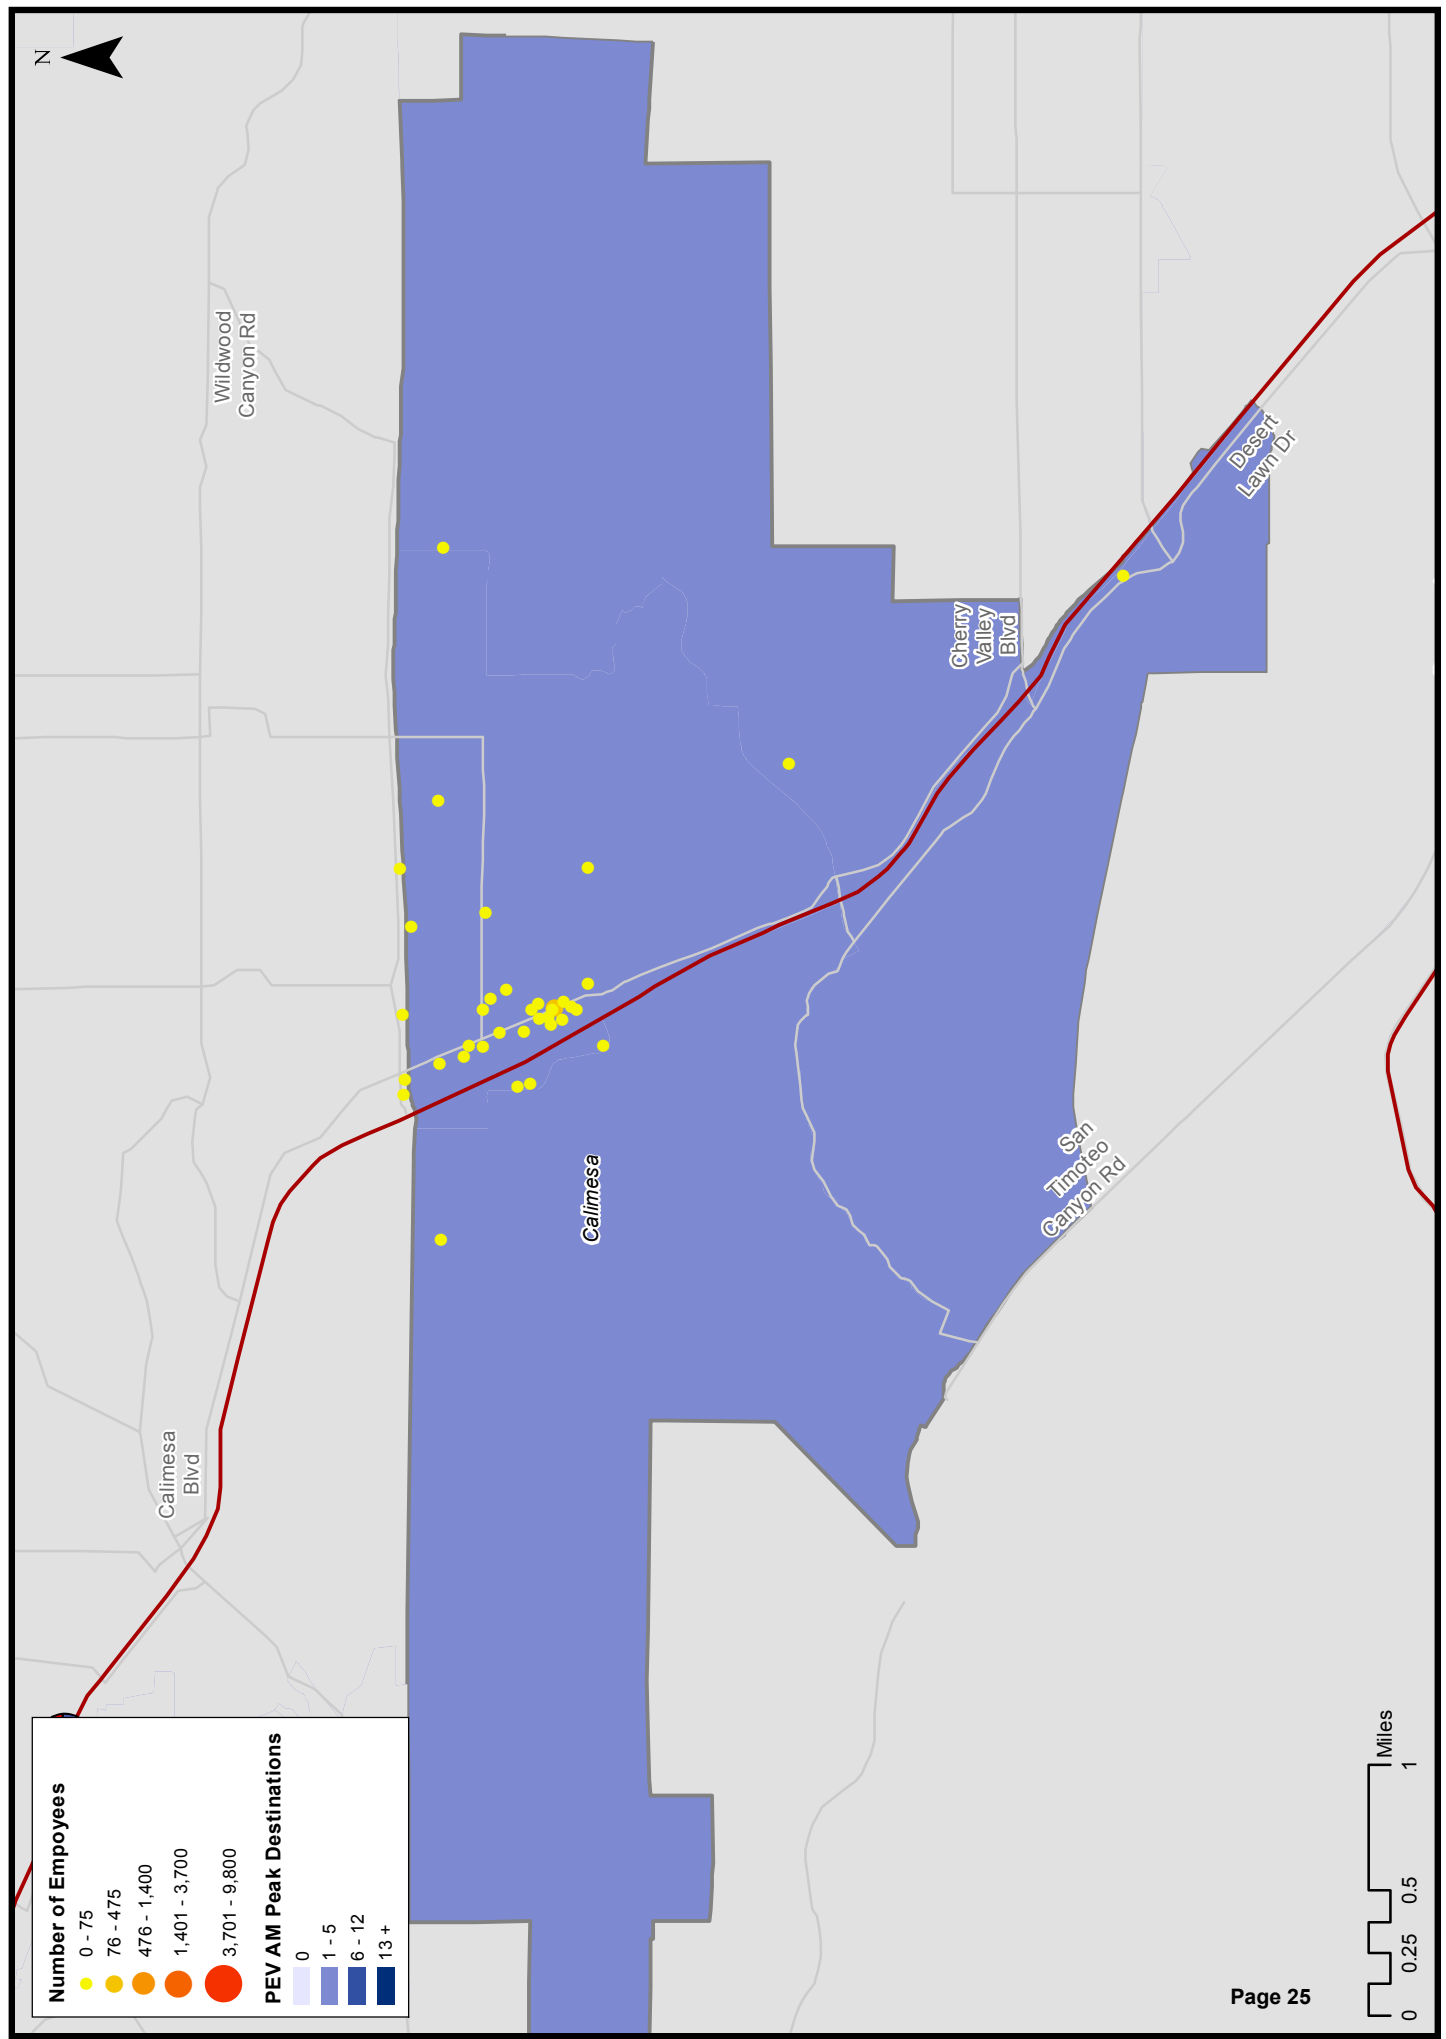 N
Wildwood
Canyon Rd
Cherry
Valley
Blvd
Desert
Lawn Dr
Calimesa
San
Timoteo
Canyon Rd
Calimesa
Blvd
Number of Empoyees
0 - 75
76 - 475
476 - 1,400
1,401 - 3,700
3,701 - 9,800
PEV AM Peak Destinations
0
1 - 5
6 - 12
13 +
Page 25
0 0.25 0.5 1
Miles